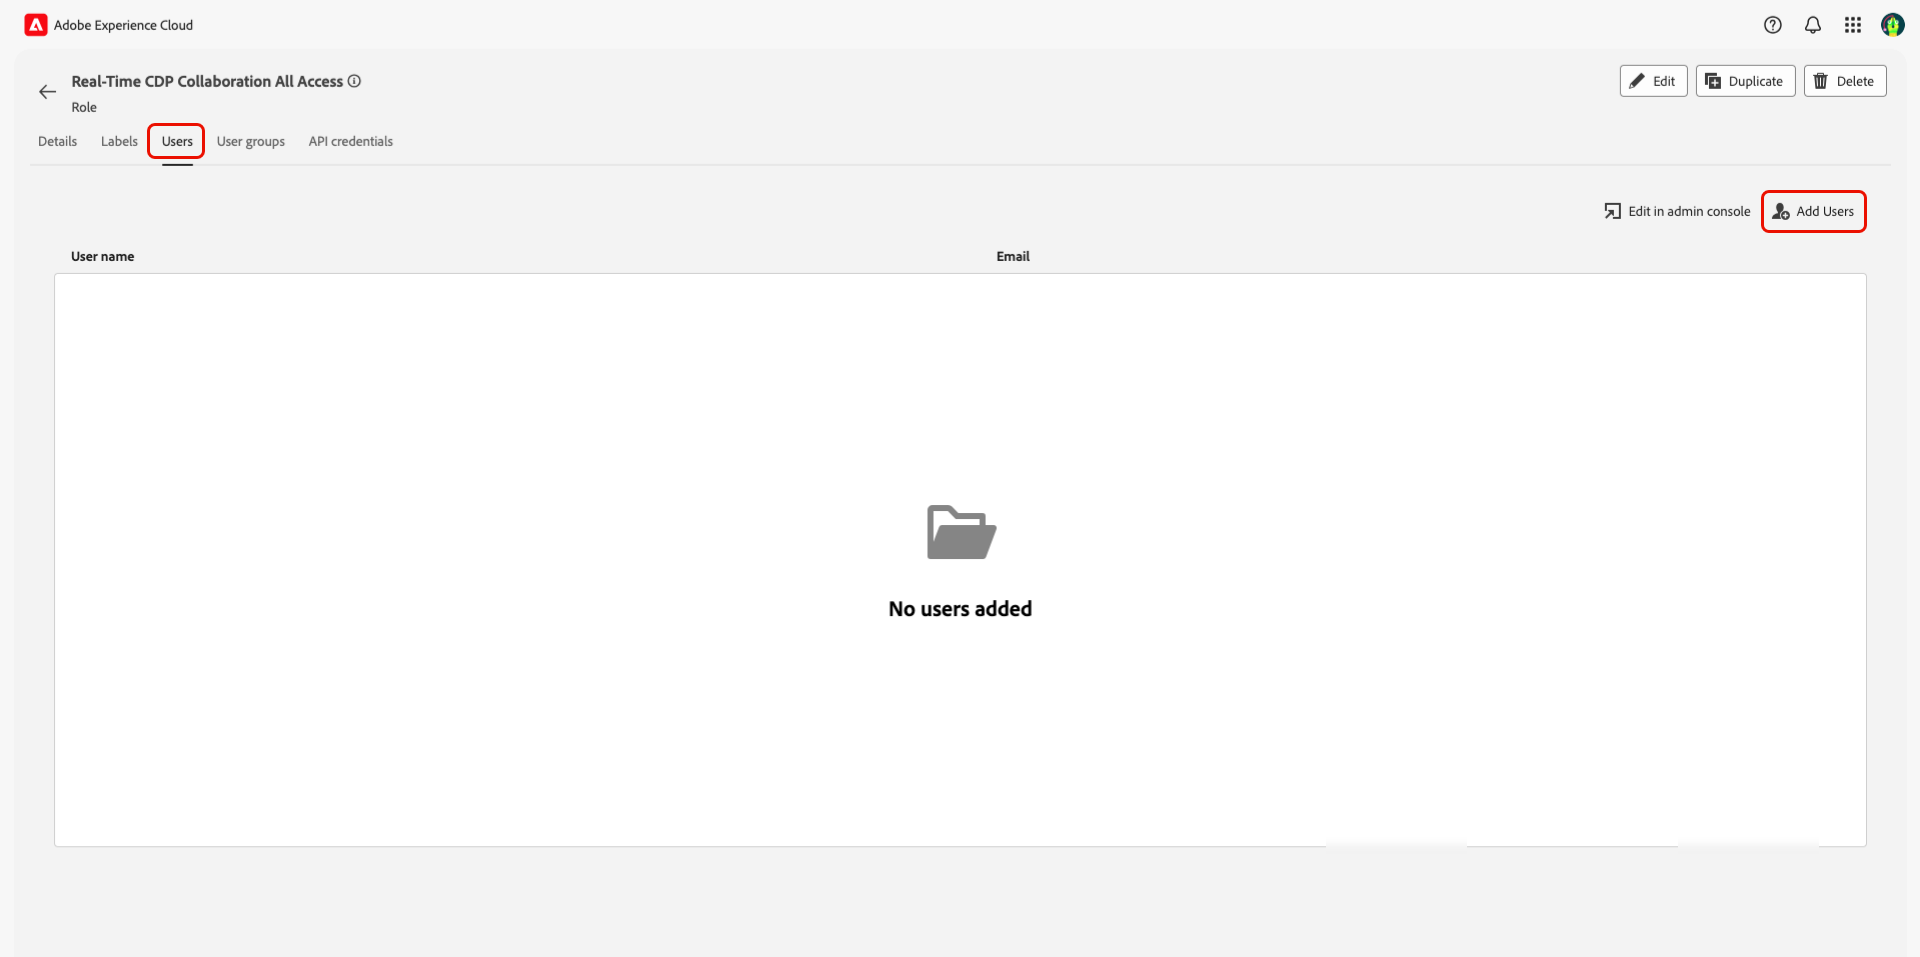 Adobe Experience Cloud
Real-Time CDP Collaboration All Access
Role
Edit
Duplicate
Delete
Details
Labels
Users
User groups
API credentials
Edit in admin console
Add Users
User name
Email
No users added